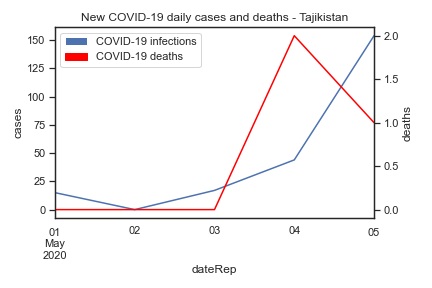 New COVID-19 daily cases and deaths - Tajikistan
COVID-19 infections
COVID-19 deaths
150
125
100
75
50
25
0
cases
2.0
1.5
1.0
0.5
0.0
deaths
01 02 03 04 05
May
2020
dateRep